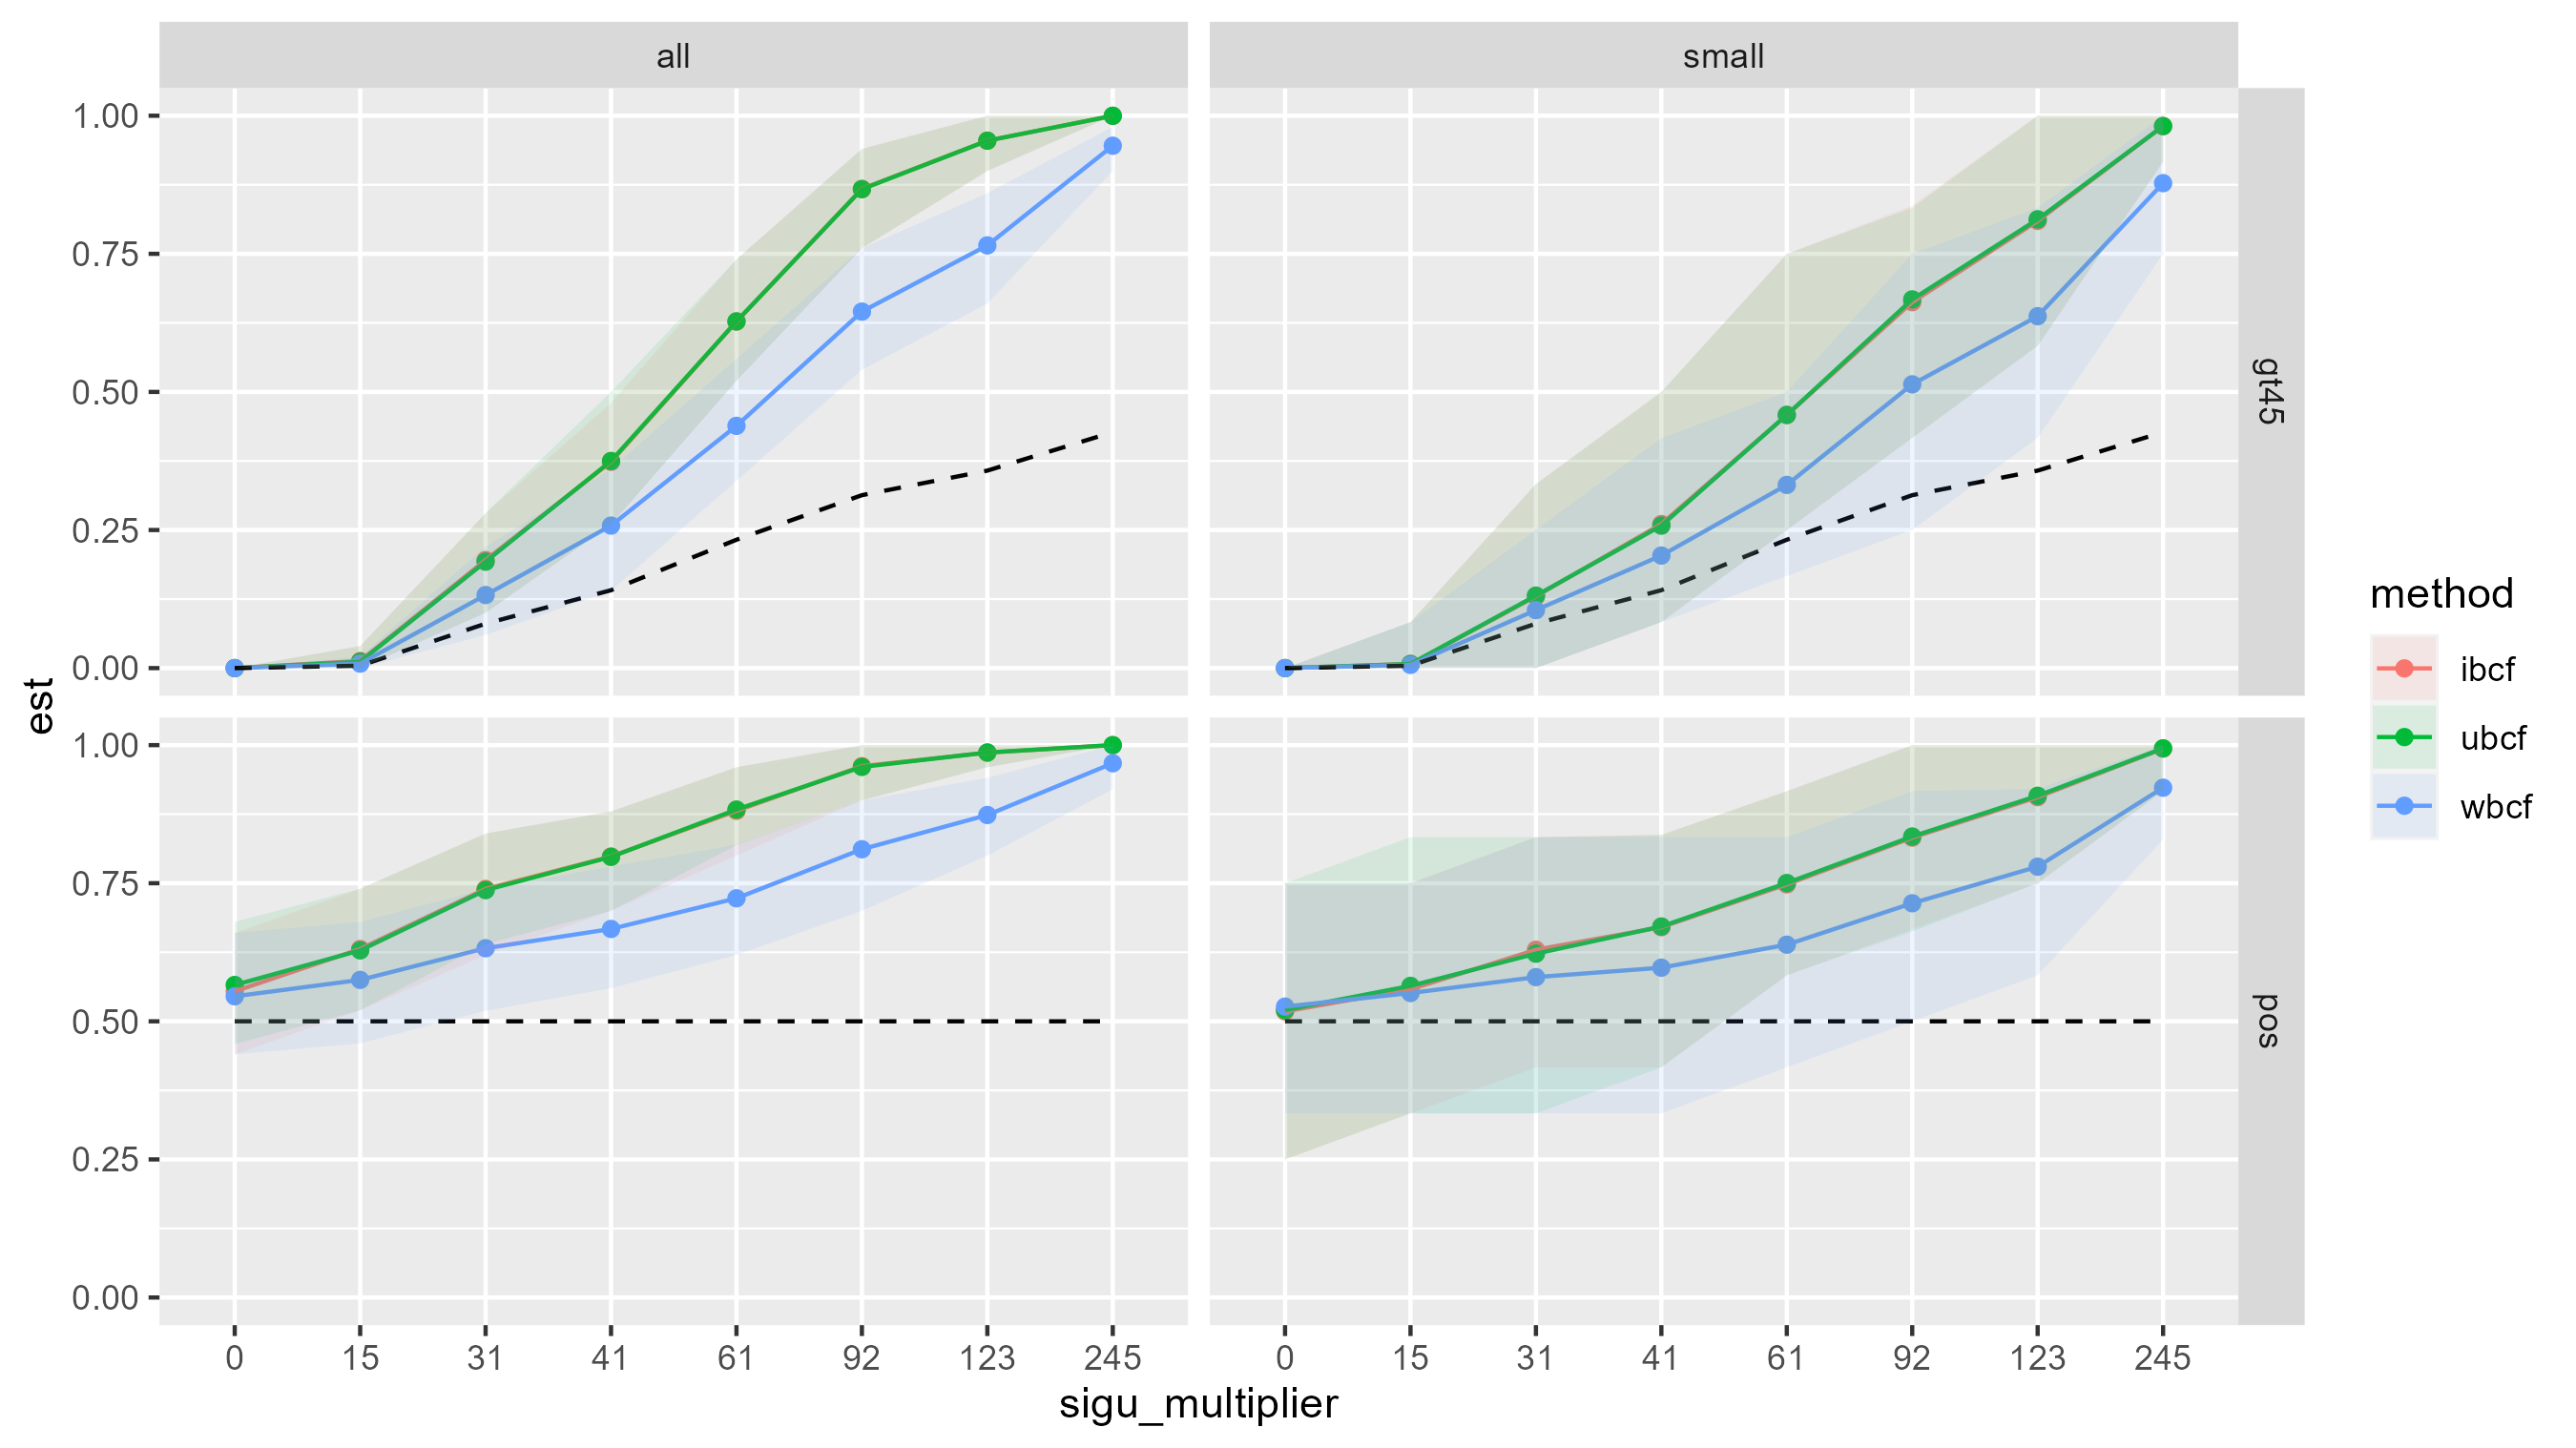 all
small
1.00
0.75
0.50
0.25
0.00
gt45
1.00
0.75
0.50
0.25
0.00
pos
est
0 15 31 41 61 92 123 245
0 15 31 41 61 92 123 245
sigu_multiplier
method
ibcf
ubcf
wbcf